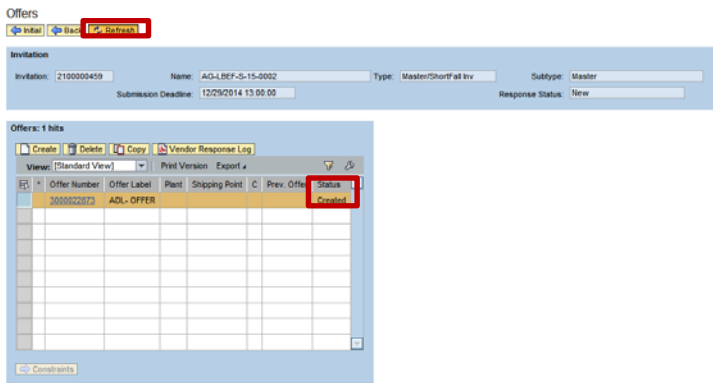 Offers
Initial Back Refresh
Invitation
Invitation: 2100000459 Name: AG-LBEF-S-15-0002 Type: Master/ShortFall Inv Subtype: Master
Submission Deadline: 12/29/2014 13:00:00 Response Status: New
Offers: 1 hits
Create Delete Copy Vendor Response Log
View: [Standard View] Print Version Export
* Offer Number Offer Label Plant Shipping Point C Prev. Offer Status
3000022873 ADL- OFFER Created
Constraints